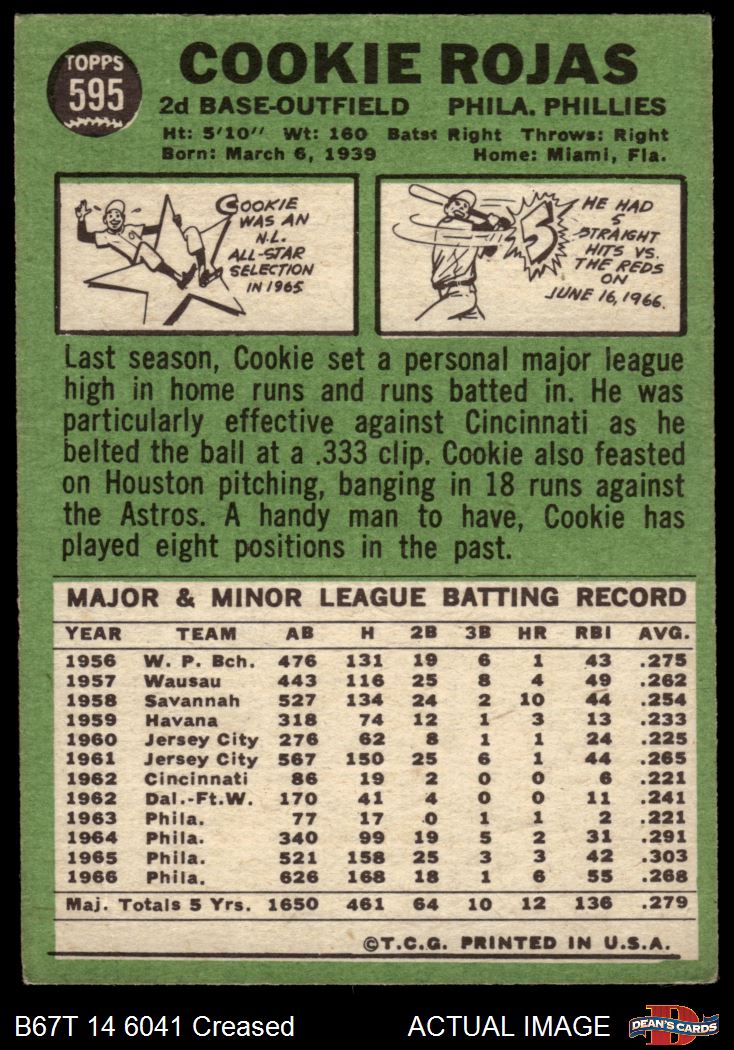 TOPPS
595
COOKIE ROJAS
2d BASE-OUTFIELD PHILA. PHILLIES
Ht: 5'10" Wt: 160 Bats: Right Throws: Right
Born: March 6, 1939 Home: Miami, Fla.
COOKIE
WAS AN
N.L.
ALL-STAR
SELECTION
IN 1965
5
HE HAD
5
STRAIGHT
HITS VS.
THE REDS
ON
JUNE 16, 1966.
Last season, Cookie set a personal major league
high in home runs and runs batted in. He was
particularly effective against Cincinnati as he
belted the ball at a .333 clip. Cookie also feasted
on Houston pitching, banging in 18 runs against
the Astros. A handy man to have, Cookie has
played eight positions in the past.
MAJOR & MINOR LEAGUE BATTING RECORD
YEAR TEAM AB H 2B 3B HR RBI AVG.
1956 W. P. Bch. 476 131 19 6 1 43 .275
1957 Wausau 443 116 25 8 4 49 .262
1958 Savannah 527 134 24 2 10 44 .254
1959 Havana 318 74 12 1 3 13 .233
1960 Jersey City 276 62 8 1 1 24 .225
1961 Jersey City 567 150 25 6 1 44 .265
1962 Cincinnati 86 19 2 0 0 6 .221
1962 Dal.-Ft.W. 170 41 4 0 0 11 .241
1963 Phila. 77 17 0 1 1 2 .221
1964 Phila. 340 99 19 5 2 31 .291
1965 Phila. 521 158 25 3 3 42 .303
1966 Phila. 626 168 18 1 6 55 .268
Maj. Totals 5 Yrs. 1650 461 64 10 12 136 .279
©T.C.G. PRINTED IN U.S.A.
B67T 14 6041 Creased ACTUAL IMAGE
D
DEAN'S CARDS